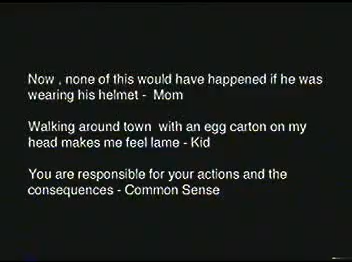 Now , none of this would have happened if he was
wearing his helmet - Mom
Walking around town with an egg carton on my
head makes me feel lame - Kid
You are responsible for your actions and the
consequences - Common Sense